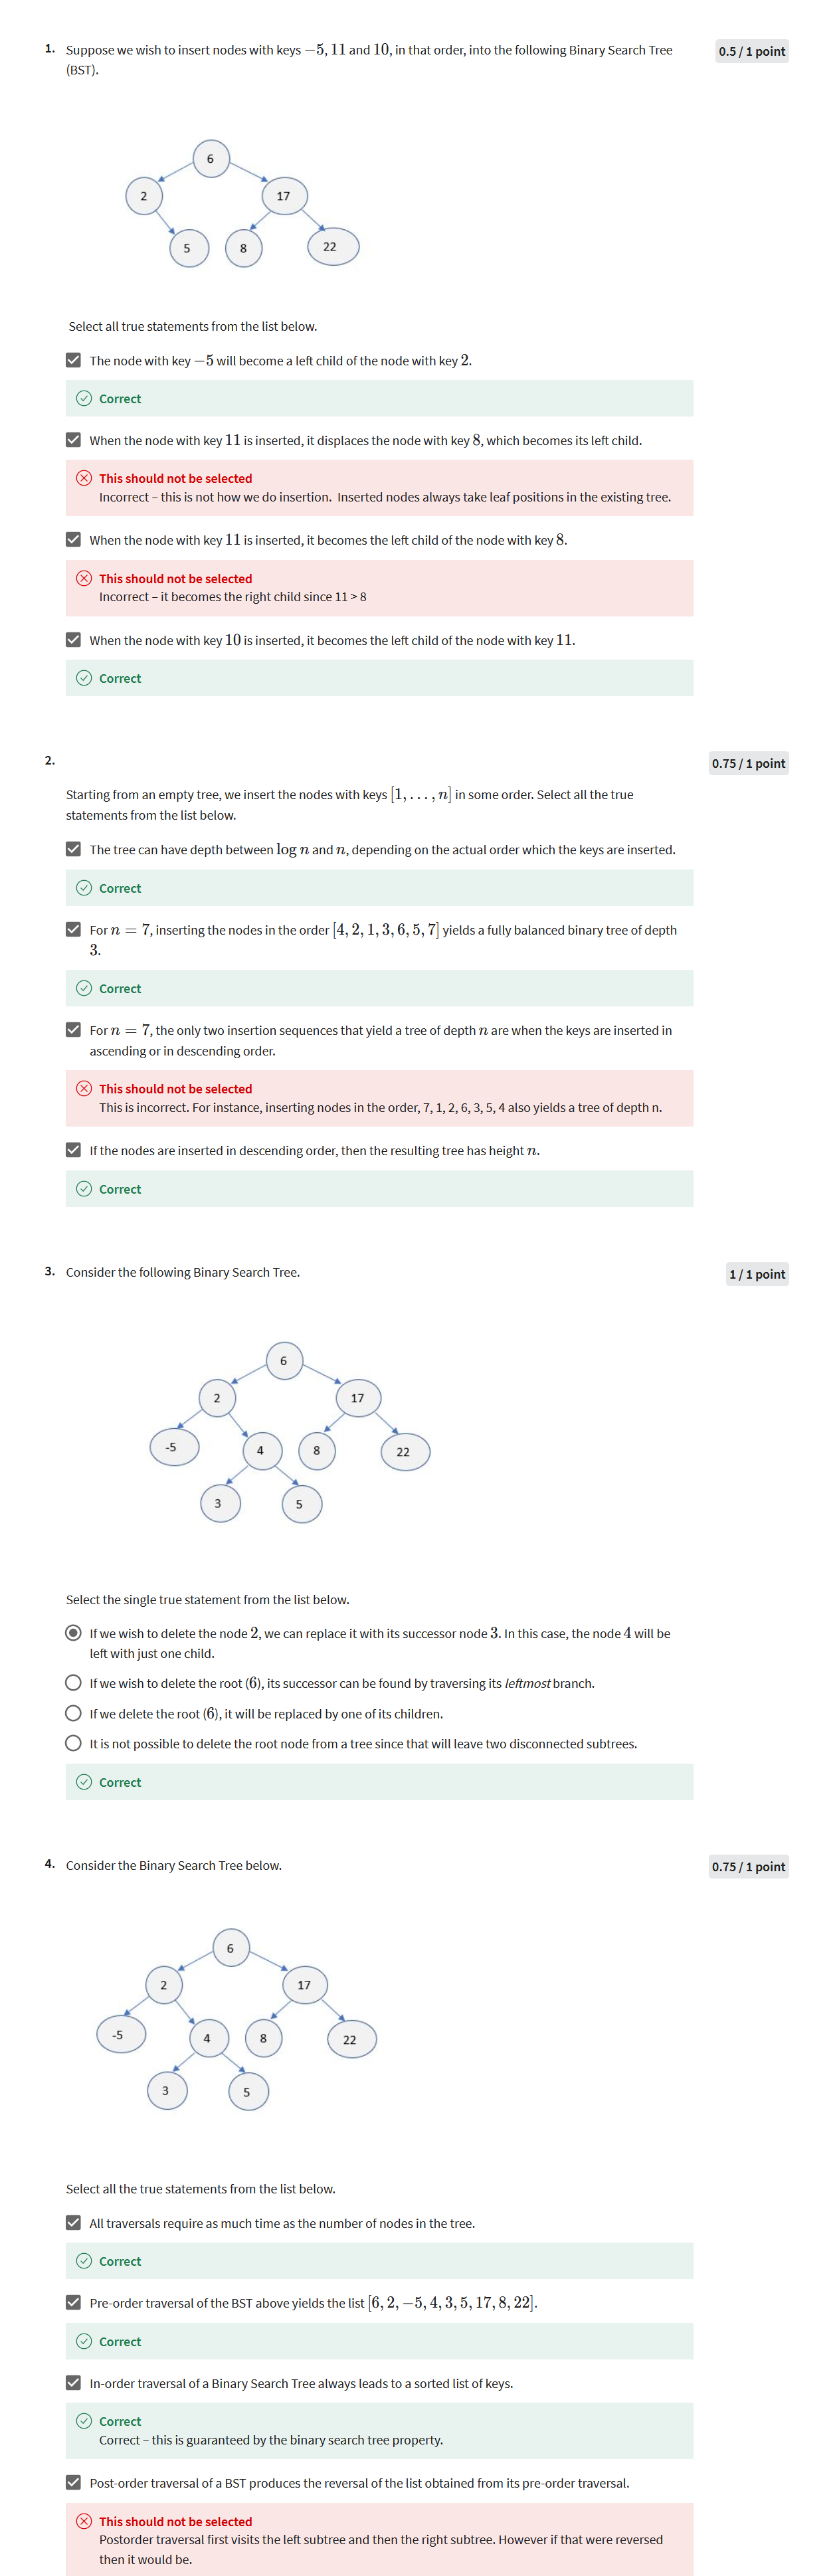 1. Suppose we wish to insert nodes with keys −5, 11 and 10, in that order, into the following Binary Search Tree
(BST).
0.5 / 1 point
6
2
17
5
8
22
Select all true statements from the list below.
The node with key −5 will become a left child of the node with key 2.
Correct
When the node with key 11 is inserted, it displaces the node with key 8, which becomes its left child.
This should not be selected
Incorrect – this is not how we do insertion. Inserted nodes always take leaf positions in the existing tree.
When the node with key 11 is inserted, it becomes the left child of the node with key 8.
This should not be selected
Incorrect – it becomes the right child since 11 > 8
When the node with key 10 is inserted, it becomes the left child of the node with key 11.
Correct
2.
0.75 / 1 point
Starting from an empty tree, we insert the nodes with keys [1, . . . , n] in some order. Select all the true
statements from the list below.
The tree can have depth between log n and n, depending on the actual order which the keys are inserted.
Correct
For n = 7, inserting the nodes in the order [4, 2, 1, 3, 6, 5, 7] yields a fully balanced binary tree of depth
3.
Correct
For n = 7, the only two insertion sequences that yield a tree of depth n are when the keys are inserted in
ascending or in descending order.
This should not be selected
This is incorrect. For instance, inserting nodes in the order, 7, 1, 2, 6, 3, 5, 4 also yields a tree of depth n.
If the nodes are inserted in descending order, then the resulting tree has height n.
Correct
3. Consider the following Binary Search Tree.
1 / 1 point
6
2
17
-5
4
8
22
3
5
Select the single true statement from the list below.
If we wish to delete the node 2, we can replace it with its successor node 3. In this case, the node 4 will be
left with just one child.
If we wish to delete the root (6), its successor can be found by traversing its leftmost branch.
If we delete the root (6), it will be replaced by one of its children.
It is not possible to delete the root node from a tree since that will leave two disconnected subtrees.
Correct
4. Consider the Binary Search Tree below.
0.75 / 1 point
6
2
17
-5
4
8
22
3
5
Select all the true statements from the list below.
All traversals require as much time as the number of nodes in the tree.
Correct
Pre-order traversal of the BST above yields the list [6, 2, −5, 4, 3, 5, 17, 8, 22].
Correct
In-order traversal of a Binary Search Tree always leads to a sorted list of keys.
Correct
Correct – this is guaranteed by the binary search tree property.
Post-order traversal of a BST produces the reversal of the list obtained from its pre-order traversal.
This should not be selected
Postorder traversal first visits the left subtree and then the right subtree. However if that were reversed
then it would be.